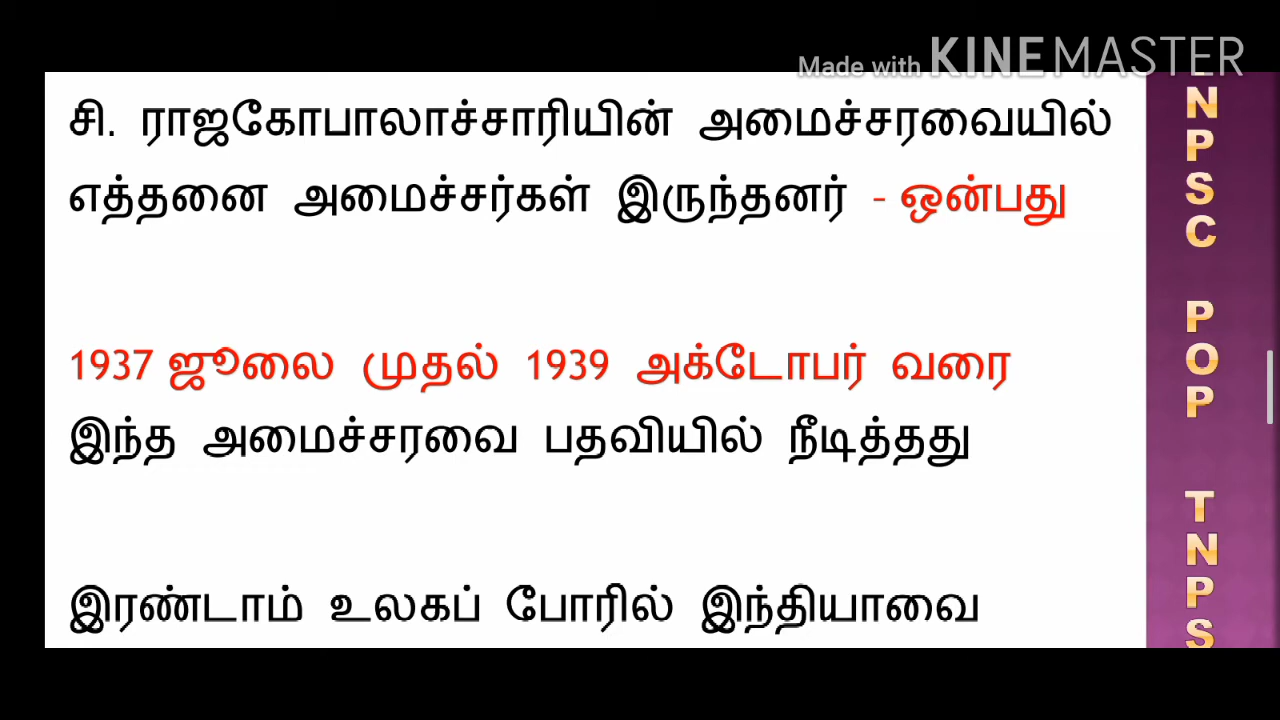 Made with KINEMASTER
சி. ராஜகோபாலாச்சாரியின் அமைச்சரவையில்
எத்தனை அமைச்சர்கள் இருந்தனர் - ஒன்பது
1937 ஜூலை முதல் 1939 அக்டோபர் வரை
இந்த அமைச்சரவை பதவியில் நீடித்தது
இரண்டாம் உலகப் போரில் இந்தியாவை
NPSC POP TNPS